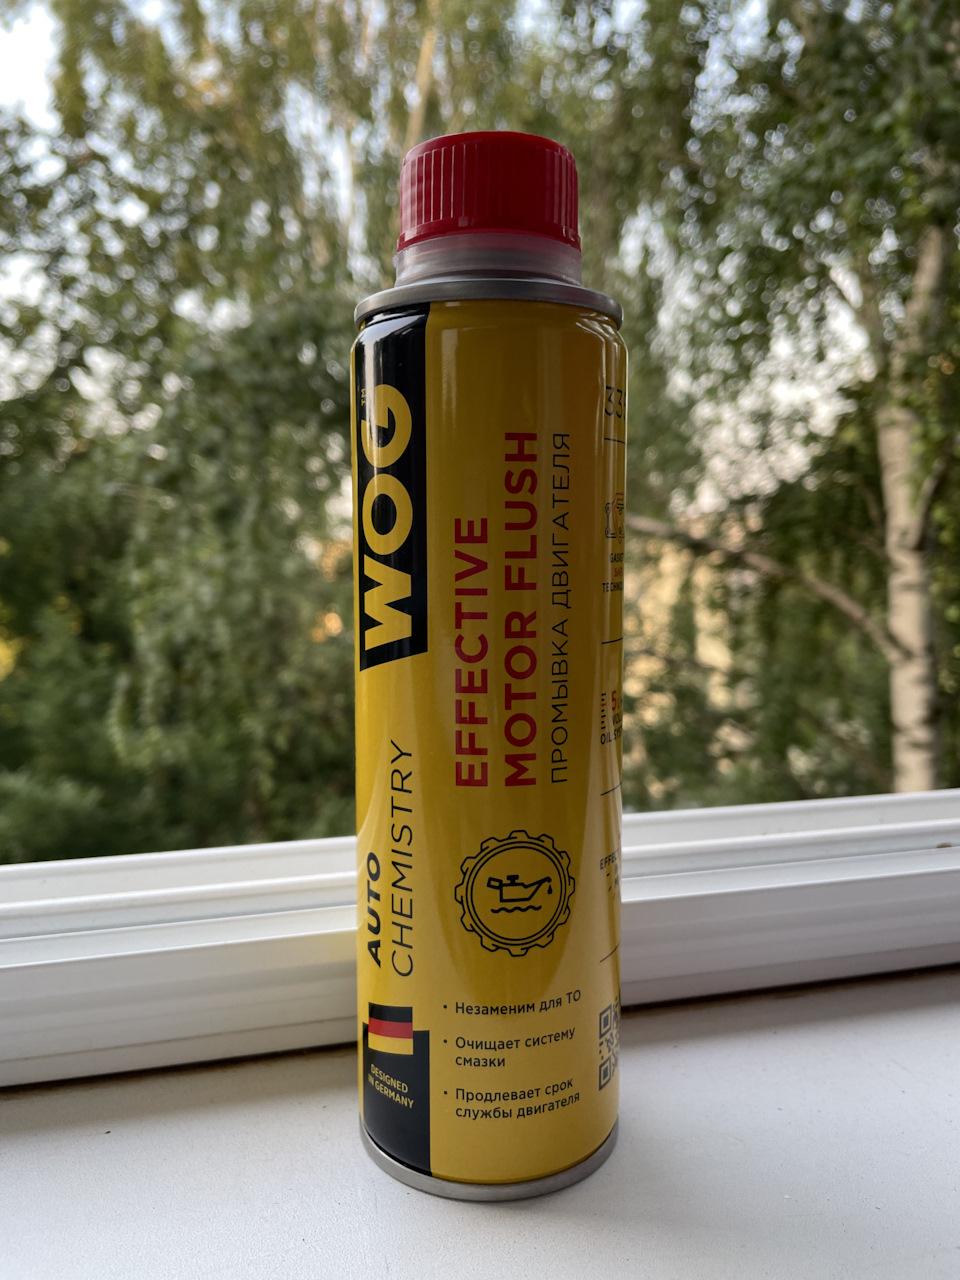 WOG
™
AUTO
CHEMISTRY
DESIGNED
IN GERMANY
EFFECTIVE
MOTOR FLUSH
ПРОМЫВКА ДВИГАТЕЛЯ
• Незаменим для ТО
• Очищает систему
смазки
• Продлевает срок
службы двигателя